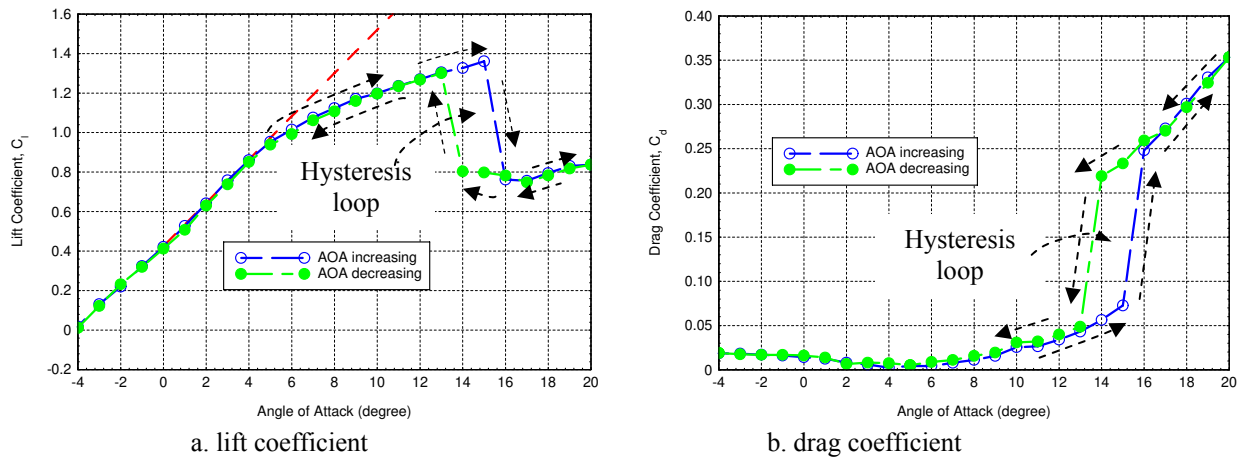 1.6
1.4
1.2
1.0
0.8
0.6
0.4
0.2
0
-0.2
Lift Coefficient, C_l
Hysteresis
loop
AOA increasing
AOA decreasing
-4 -2 0 2 4 6 8 10 12 14 16 18 20
Angle of Attack (degree)
a. lift coefficient
0.40
0.35
0.30
0.25
0.20
0.15
0.10
0.05
0
Drag Coefficient, C_d
AOA increasing
AOA decreasing
Hysteresis
loop
-4 -2 0 2 4 6 8 10 12 14 16 18 20
Angle of Attack (degree)
b. drag coefficient